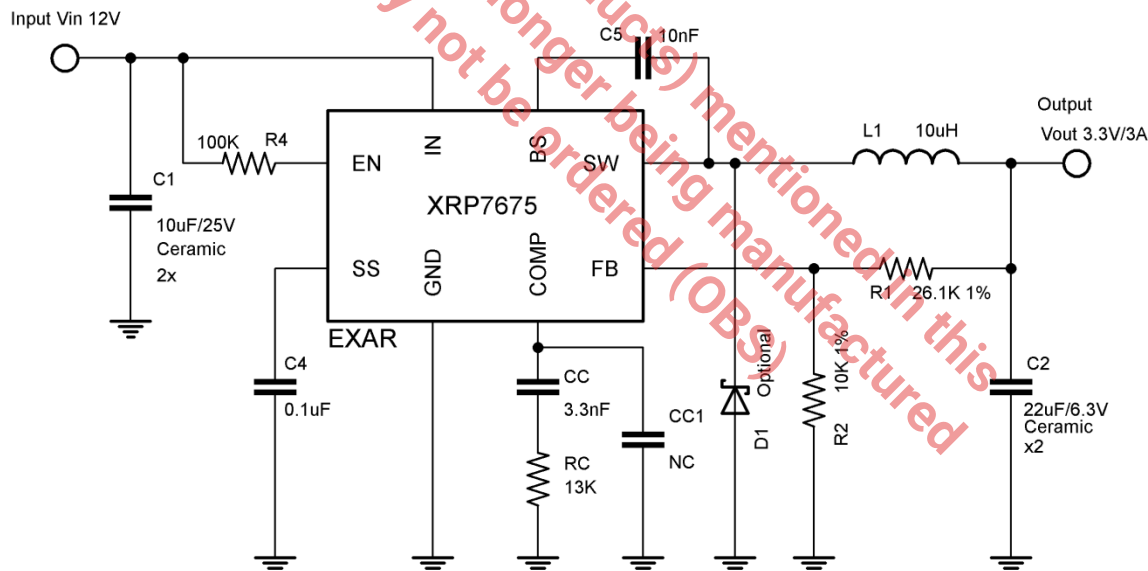 Input Vin 12V
C5
10nF
Output
Vout 3.3V/3A
100K
R4
EN
IN
BS
SW
L1
10uH
C1
10uF/25V
Ceramic
2x
XRP7675
SS
GND
COMP
FB
R1
26.1K 1%
EXAR
C4
0.1uF
CC
3.3nF
RC
13K
CC1
NC
D1
Optional
R2
10K 1%
C2
22uF/6.3V
Ceramic
x2
mentioned in this
longer being manufactured
y not be ordered (OBS)